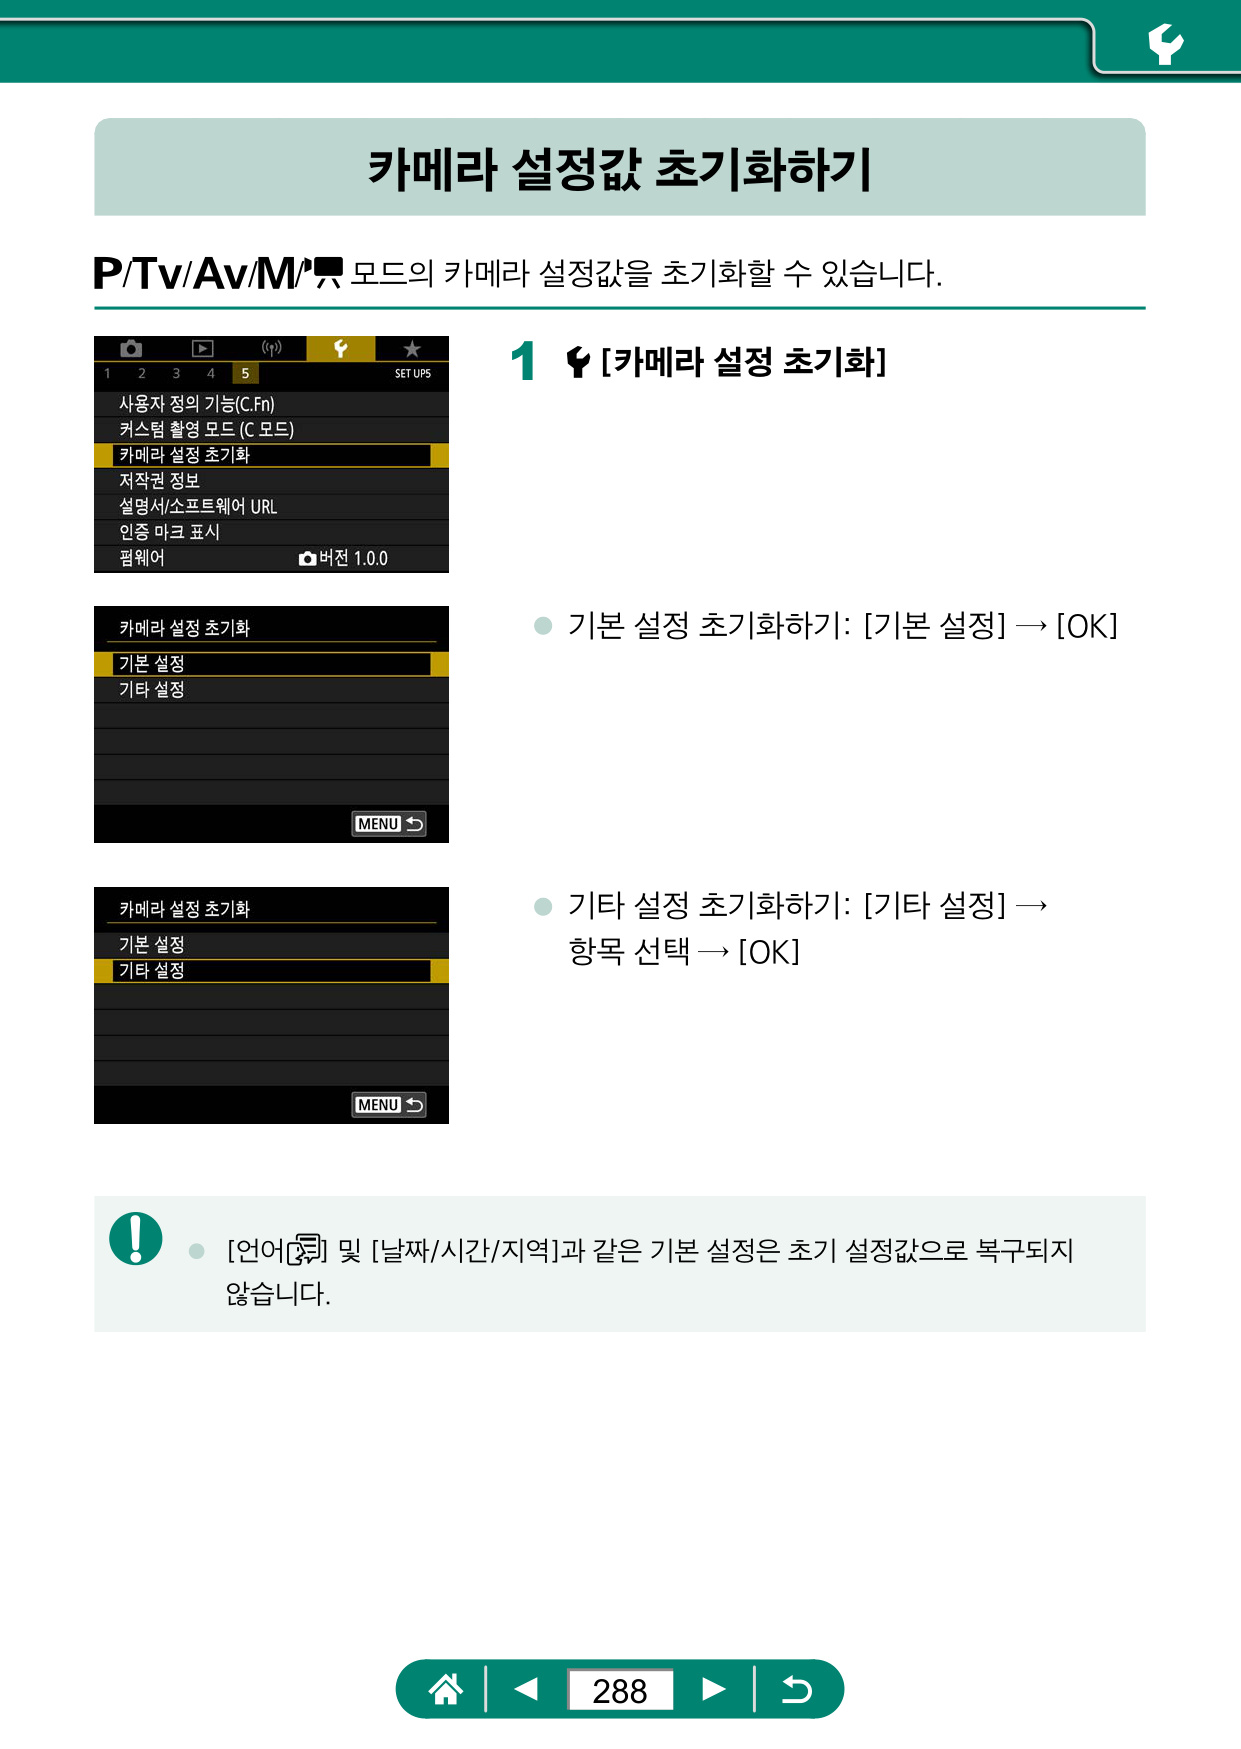 카메라 설정값 초기화하기
P/Tv/Av/M/ 모드의 카메라 설정값을 초기화할 수 있습니다.
1 2 3 4 5 SET UP5
사용자 정의 기능(C.Fn)
커스텀 촬영 모드 (C 모드)
카메라 설정 초기화
저작권 정보
설명서/소프트웨어 URL
인증 마크 표시
펌웨어 버전 1.0.0
1 [카메라 설정 초기화]
카메라 설정 초기화
기본 설정
기타 설정
MENU
● 기본 설정 초기화하기: [기본 설정] → [OK]
카메라 설정 초기화
기본 설정
기타 설정
MENU
● 기타 설정 초기화하기: [기타 설정] →
항목 선택 → [OK]
● [언어] 및 [날짜/시간/지역]과 같은 기본 설정은 초기 설정값으로 복구되지
않습니다.
288